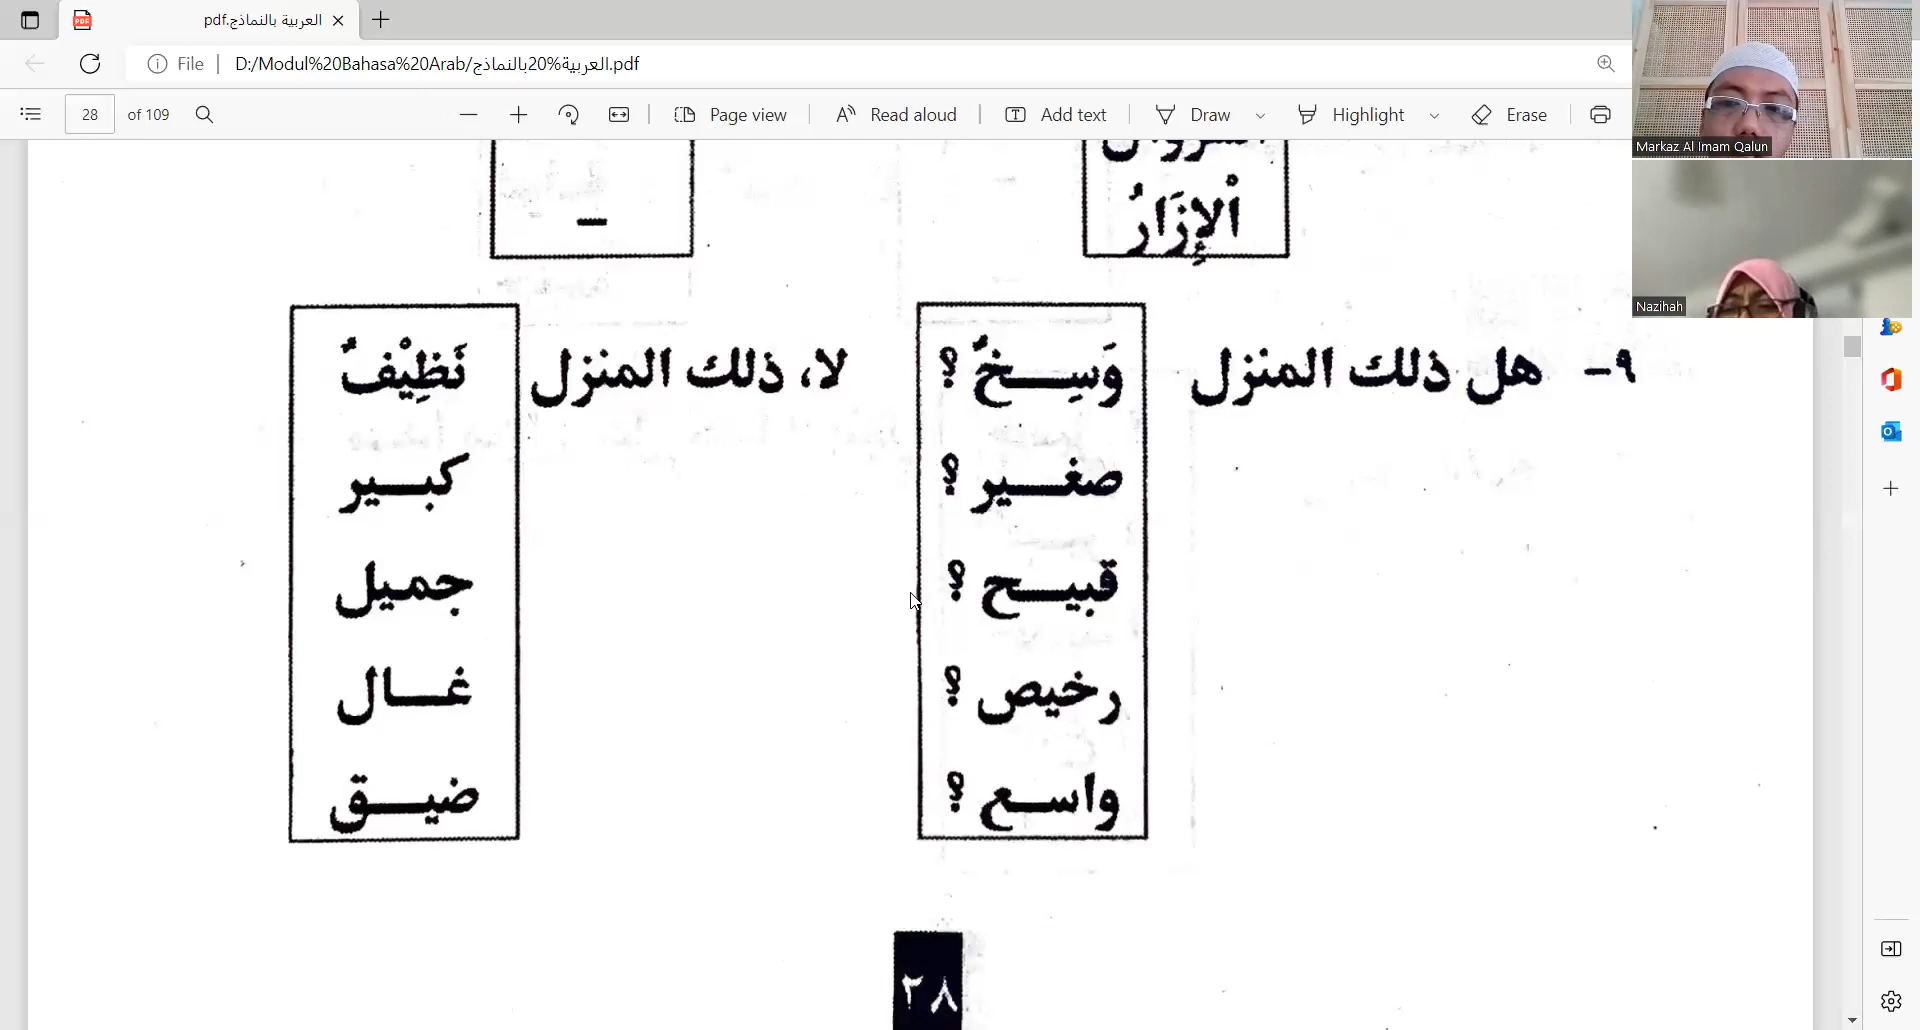 العربية بالنماذج.pdf
File D:/Modul%20Bahasa%20Arab/العربية%20بالنماذج.pdf
28 of 109 Page view Read aloud Add text Draw Highlight Erase
Markaz Al Imam Qalun
Nazihah
اْلإِزَارُ –
٩- هل ذلك المنزل وَسِخٌ ؟ لا، ذلك المنزل نَظِيْفٌ
صغير ؟ كبير
قبيح ؟ جميل
رخيص ؟ غال
واسع ؟ ضيق
٢٨